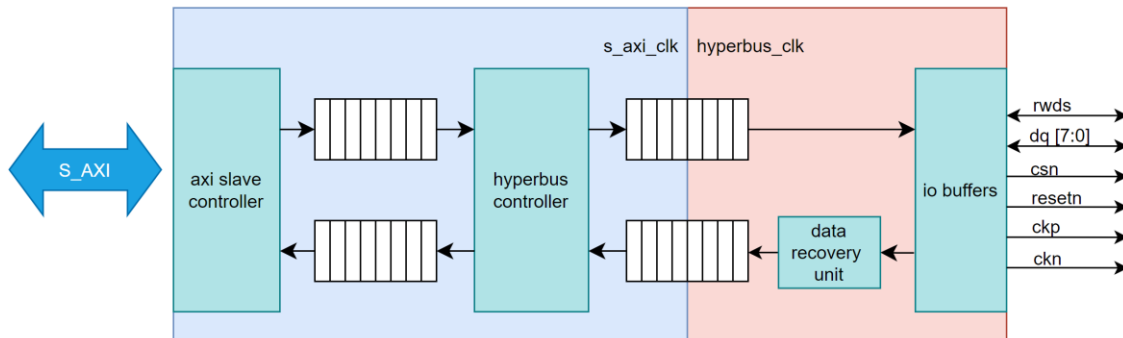 s_axi_clk
hyperbus_clk
S_AXI
axi slave
controller
hyperbus
controller
data
recovery
unit
io buffers
rwds
dq [7:0]
csn
resetn
ckp
ckn